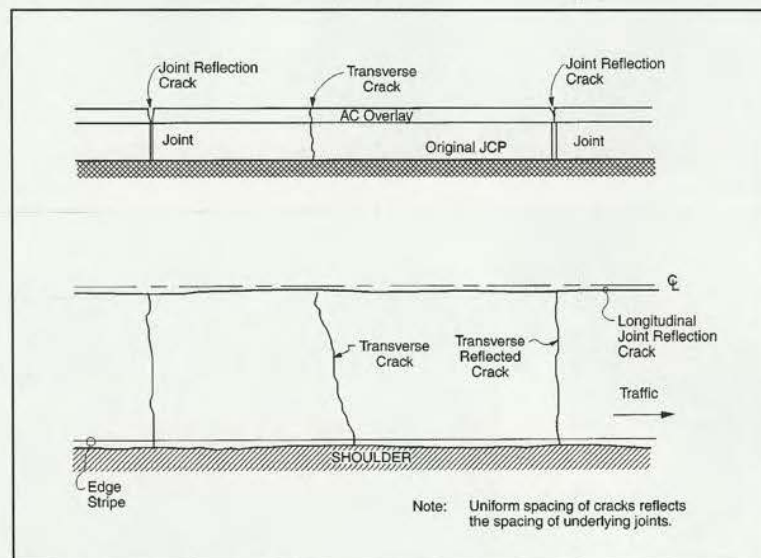 Joint Reflection
Crack
Transverse
Crack
Joint Reflection
Crack
AC Overlay
Joint
Original JCP
Joint
℄
Longitudinal
Joint Reflection
Crack
Transverse
Crack
Transverse
Reflected
Crack
Traffic
SHOULDER
Edge
Stripe
Note: Uniform spacing of cracks reflects
the spacing of underlying joints.